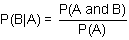 P(B|A) = P(A and B) / P(A)